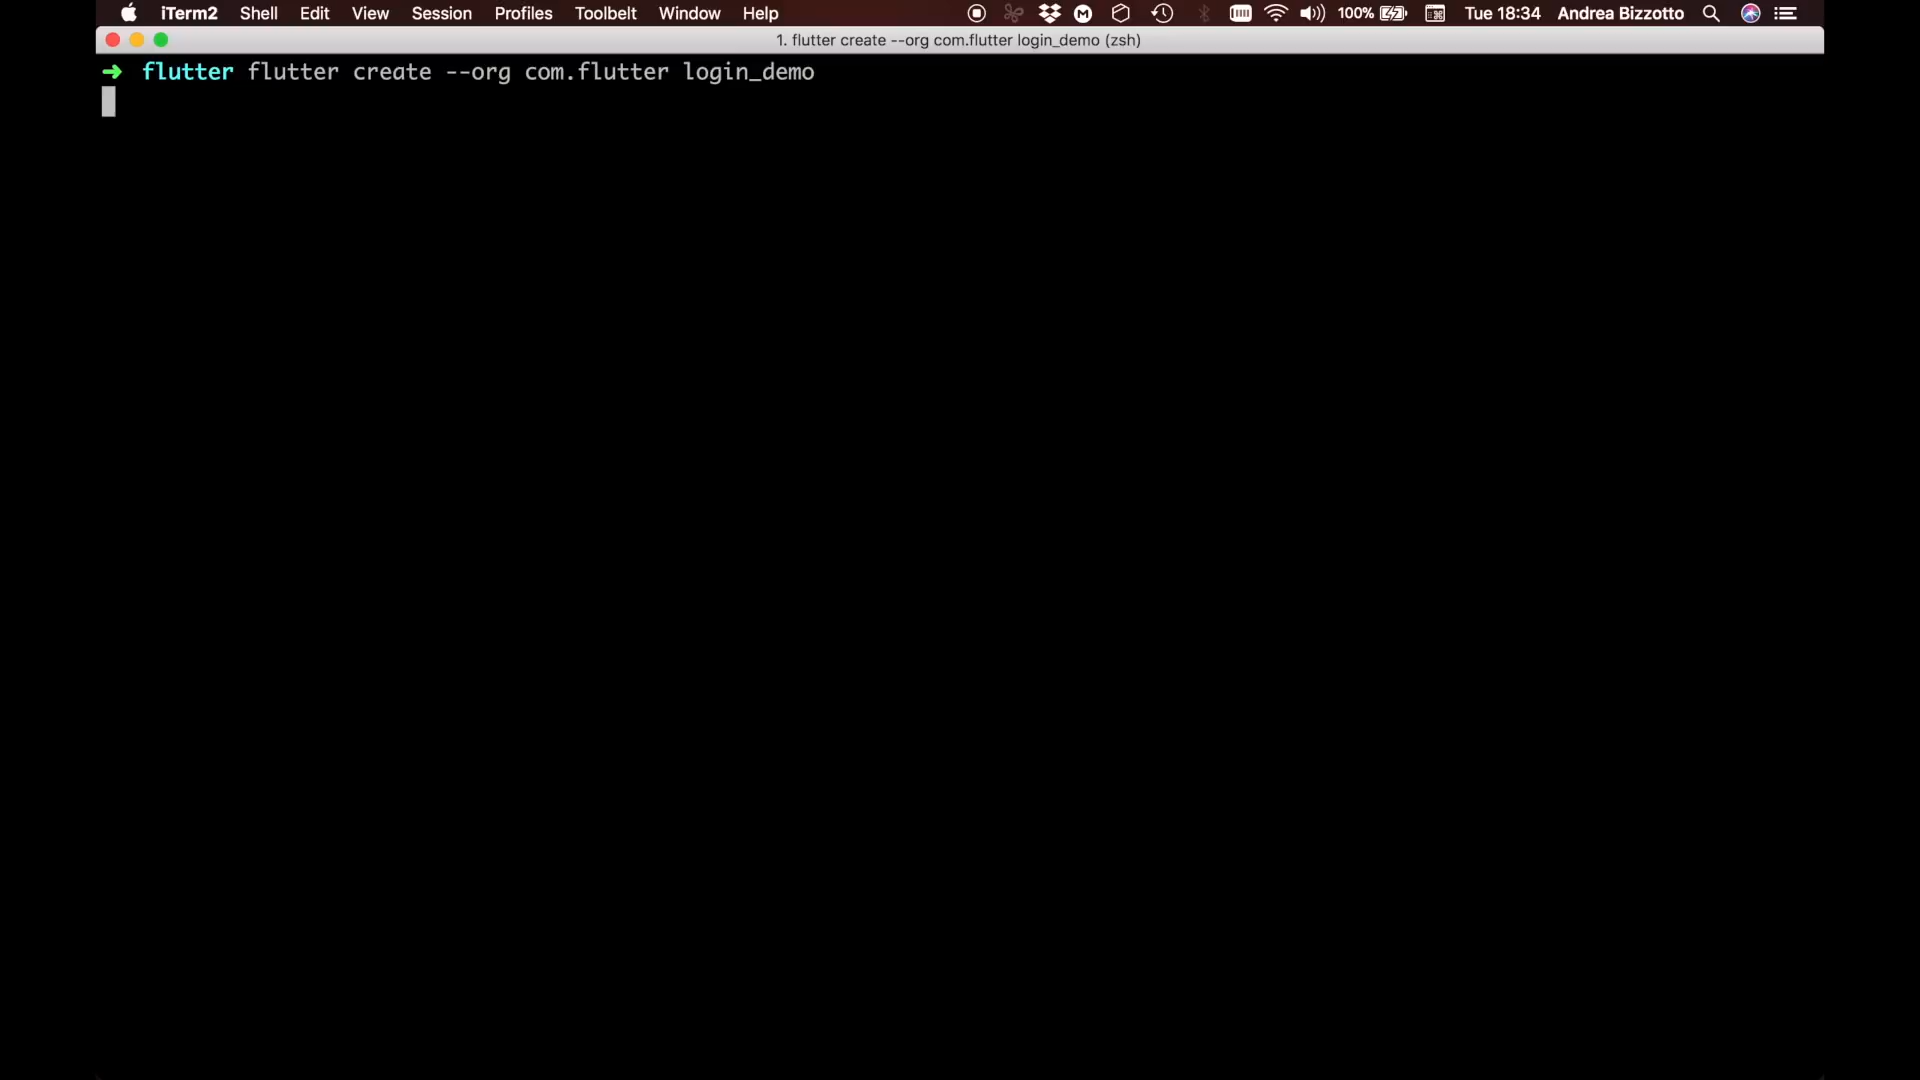 iTerm2 Shell Edit View Session Profiles Toolbelt Window Help 100% Tue 18:34 Andrea Bizzotto
1. flutter create --org com.flutter login_demo (zsh)
➜ flutter flutter create --org com.flutter login_demo